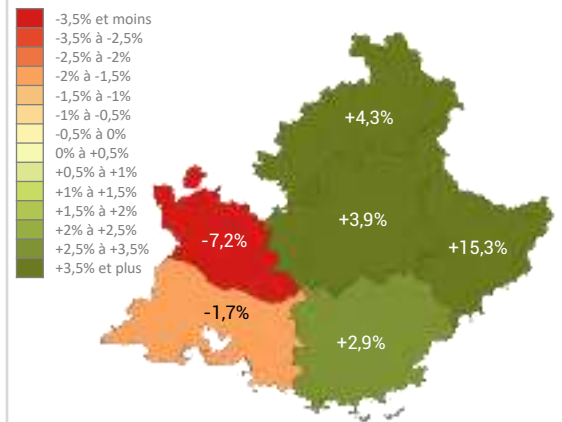 -3,5% et moins
-3,5% à -2,5%
-2,5% à -2%
-2% à -1,5%
-1,5% à -1%
-1% à -0,5%
-0,5% à 0%
0% à +0,5%
+0,5% à +1%
+1% à +1,5%
+1,5% à +2%
+2% à +2,5%
+2,5% à +3,5%
+3,5% et plus
+4,3%
+3,9%
-7,2%
+15,3%
-1,7%
+2,9%